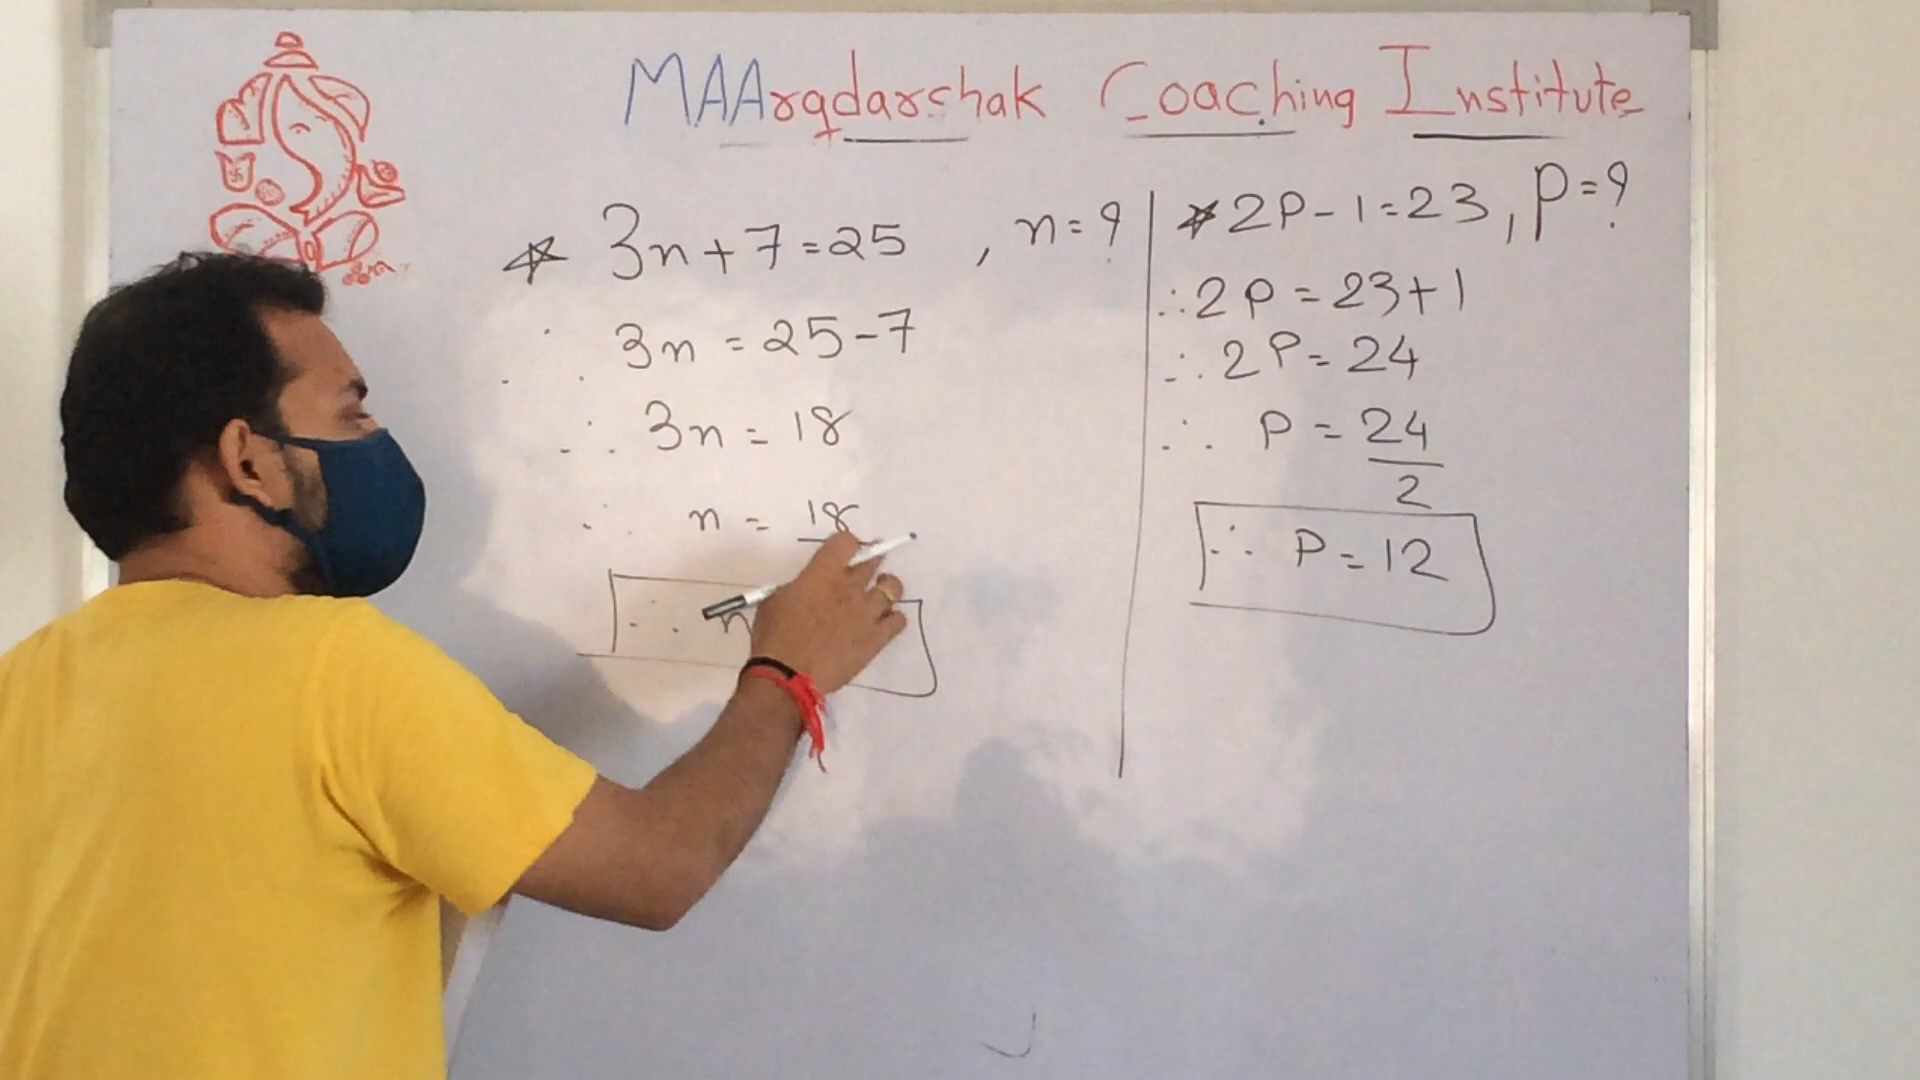 MAArgdarshak Coaching Institute
* 3n + 7 = 25 , n = ?
∴ 3n = 25 - 7
∴ 3n = 18
∴ n = 18
∴ n
* 2P - 1 = 23, P = ?
∴ 2P = 23 + 1
∴ 2P = 24
∴ P = 24
2
∴ P = 12